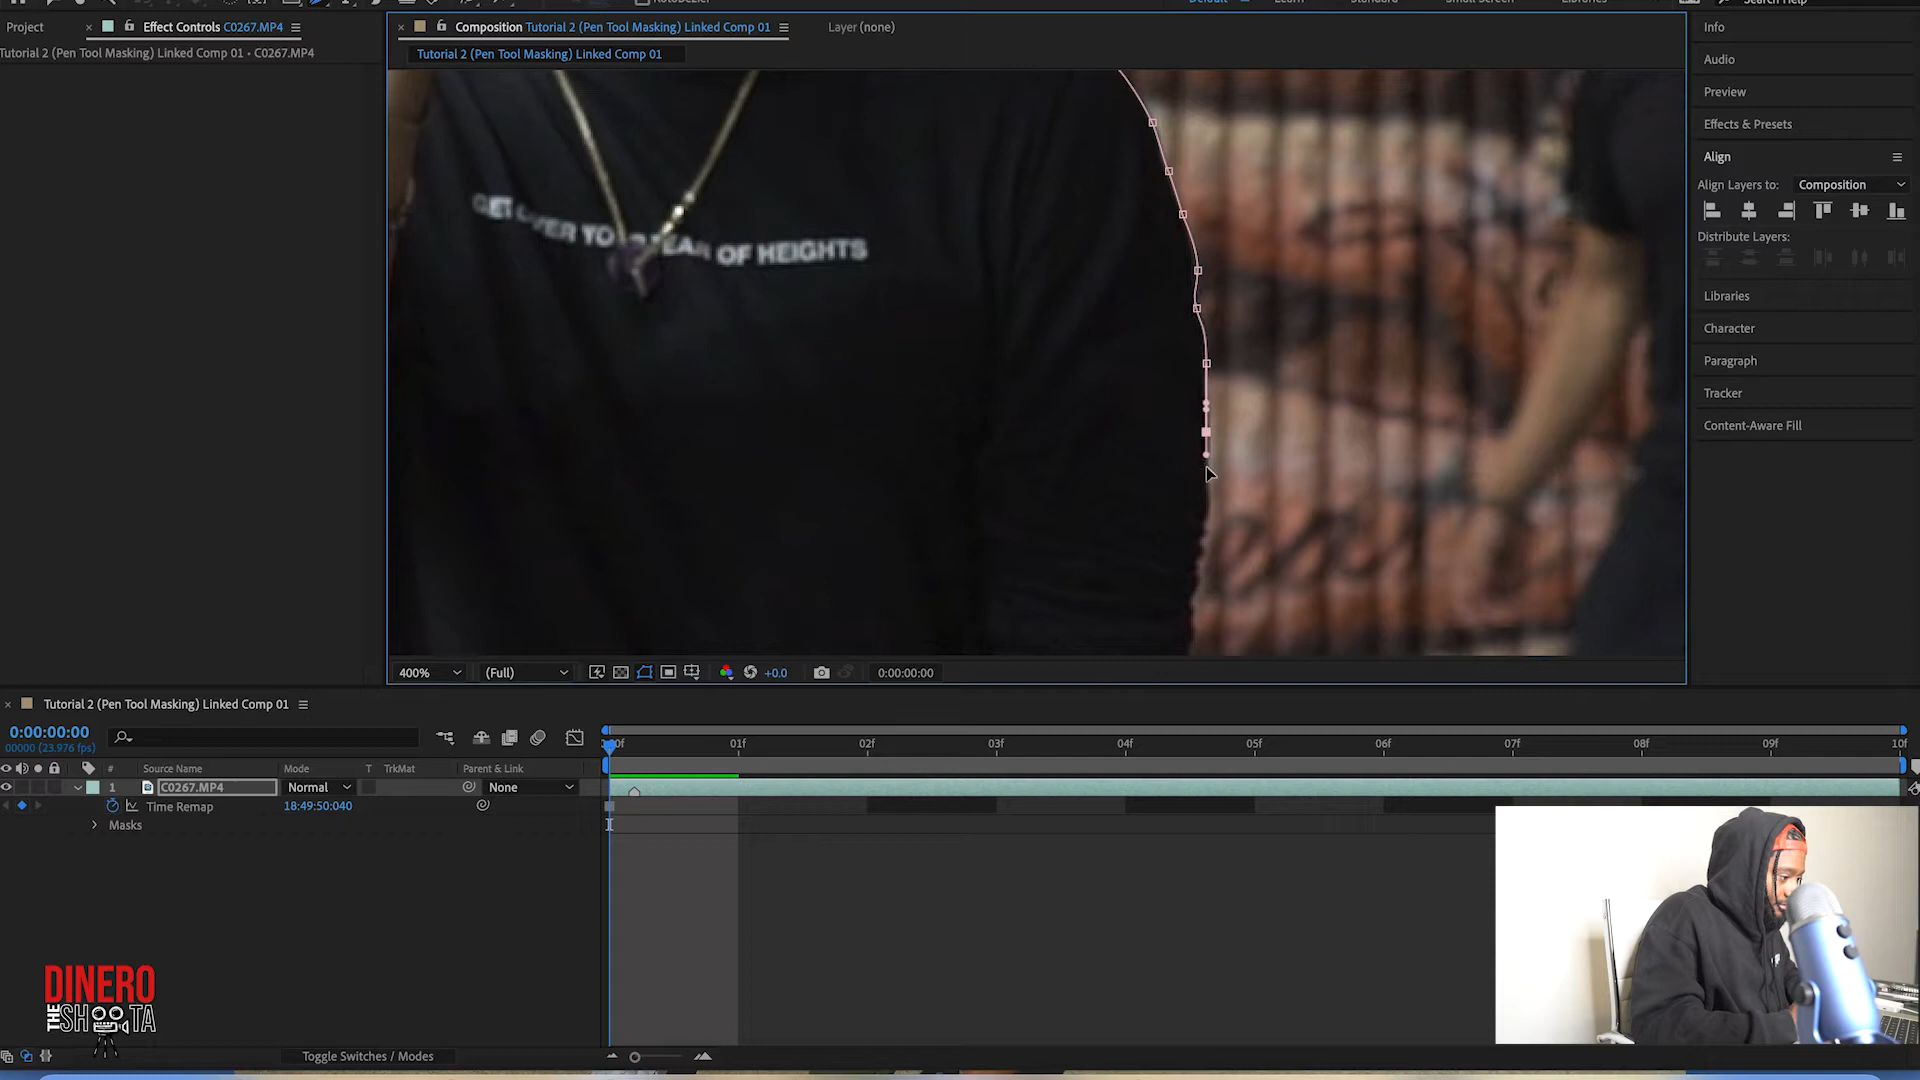 Project
Effect Controls C0267.MP4
Composition Tutorial 2 (Pen Tool Masking) Linked Comp 01
Layer (none)
Info
Tutorial 2 (Pen Tool Masking) Linked Comp 01 • C0267.MP4
Tutorial 2 (Pen Tool Masking) Linked Comp 01
Audio
Preview
Effects & Presets
Align
Align Layers to: Composition
Distribute Layers:
Libraries
Character
Paragraph
Tracker
Content-Aware Fill
GET OVER YO FEAR OF HEIGHTS
400%
(Full)
+0.0
0:00:00:00
Tutorial 2 (Pen Tool Masking) Linked Comp 01
0:00:00:00
00000 (23.976 fps)
:00f 01f 02f 03f 04f 05f 06f 07f 08f 09f 10f
# Source Name Mode T TrkMat Parent & Link
1 C0267.MP4 Normal None
Time Remap 18:49:50:040
Masks
DINERO
THE SHOOTA
Toggle Switches / Modes